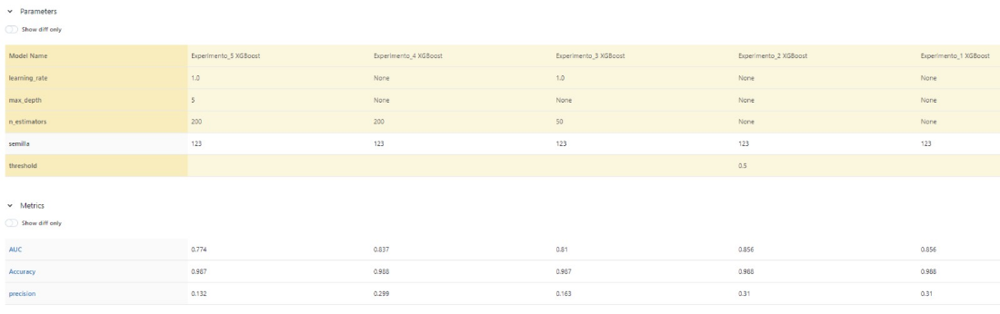 Parameters
Show diff only
Model Name Experimento_5 XGBoost Experimento_4 XGBoost Experimento_3 XGBoost Experimento_2 XGBoost Experimento_1 XGBoost
learning_rate 1.0 None 1.0 None None
max_depth 5 None None None None
n_estimators 200 200 50 None None
semilla 123 123 123 123 123
threshold 0.5
Metrics
Show diff only
AUC 0.774 0.837 0.81 0.856 0.856
Accuracy 0.987 0.988 0.987 0.988 0.988
precision 0.132 0.299 0.163 0.31 0.31